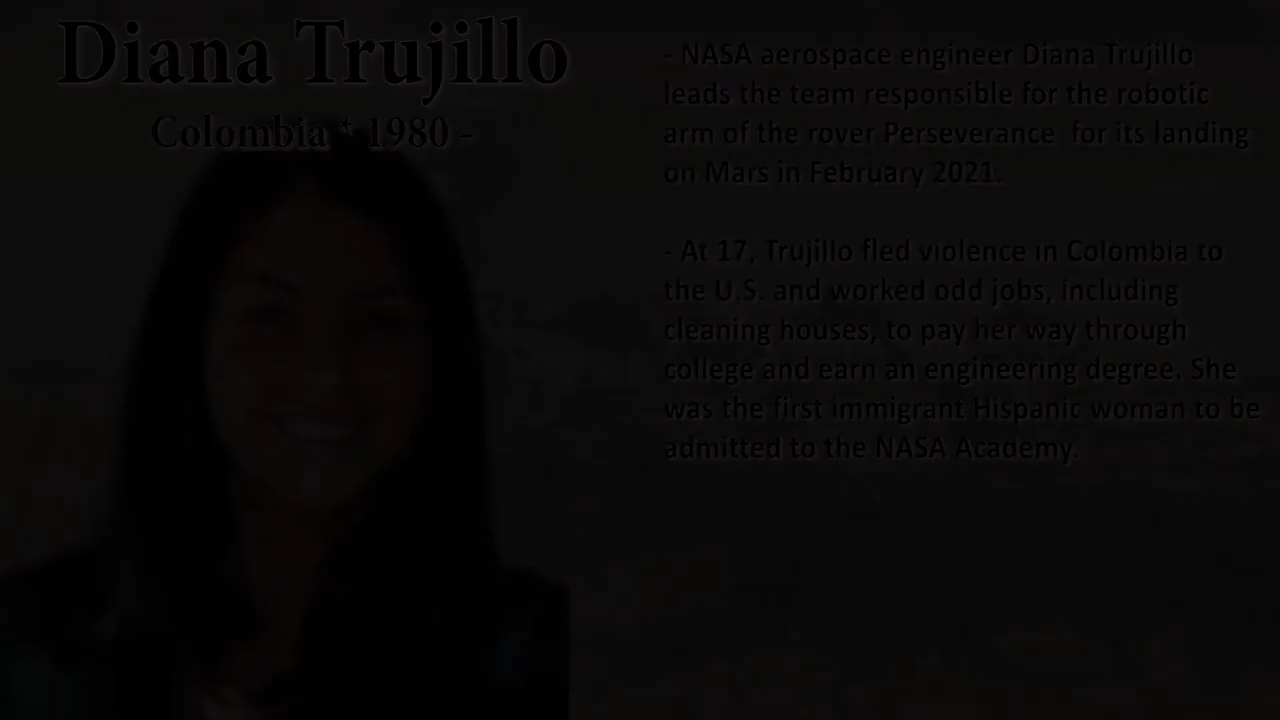 Diana Trujillo
Colombia * 1980 -
- NASA aerospace engineer Diana Trujillo
leads the team responsible for the robotic
arm of the rover Perseverance for its landing
on Mars in February 2021.
- At 17, Trujillo fled violence in Colombia to
the U.S. and worked odd jobs, including
cleaning houses, to pay her way through
college and earn an engineering degree. She
was the first immigrant Hispanic woman to be
admitted to the NASA Academy.